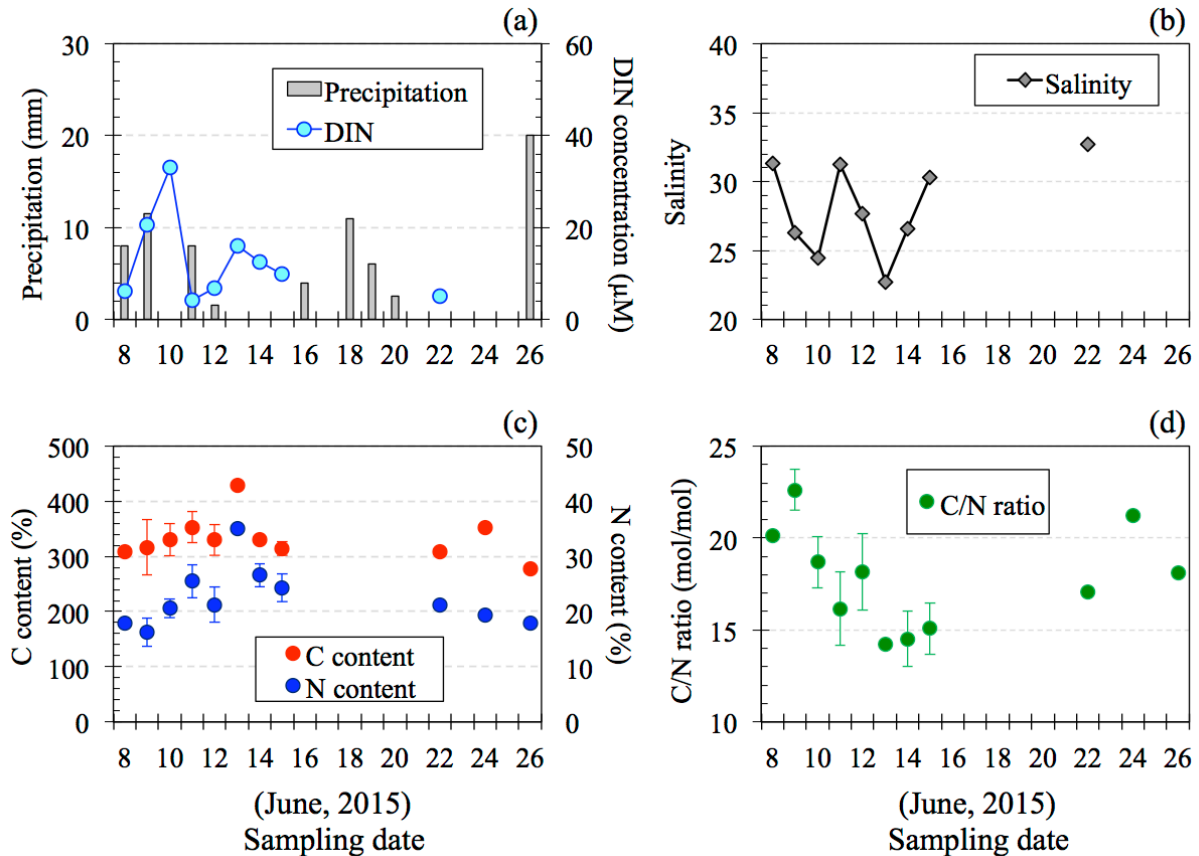 (a)
30
20
10
0
Precipitation (mm)
60
40
20
0
DIN concentration (μM)
Precipitation
DIN
8 10 12 14 16 18 20 22 24 26
(b)
40
35
30
25
20
Salinity
Salinity
8 10 12 14 16 18 20 22 24 26
(c)
500
400
300
200
100
0
C content (%)
50
40
30
20
10
0
N content (%)
C content
N content
8 10 12 14 16 18 20 22 24 26
(June, 2015)
Sampling date
(d)
25
20
15
10
C/N ratio (mol/mol)
C/N ratio
8 10 12 14 16 18 20 22 24 26
(June, 2015)
Sampling date